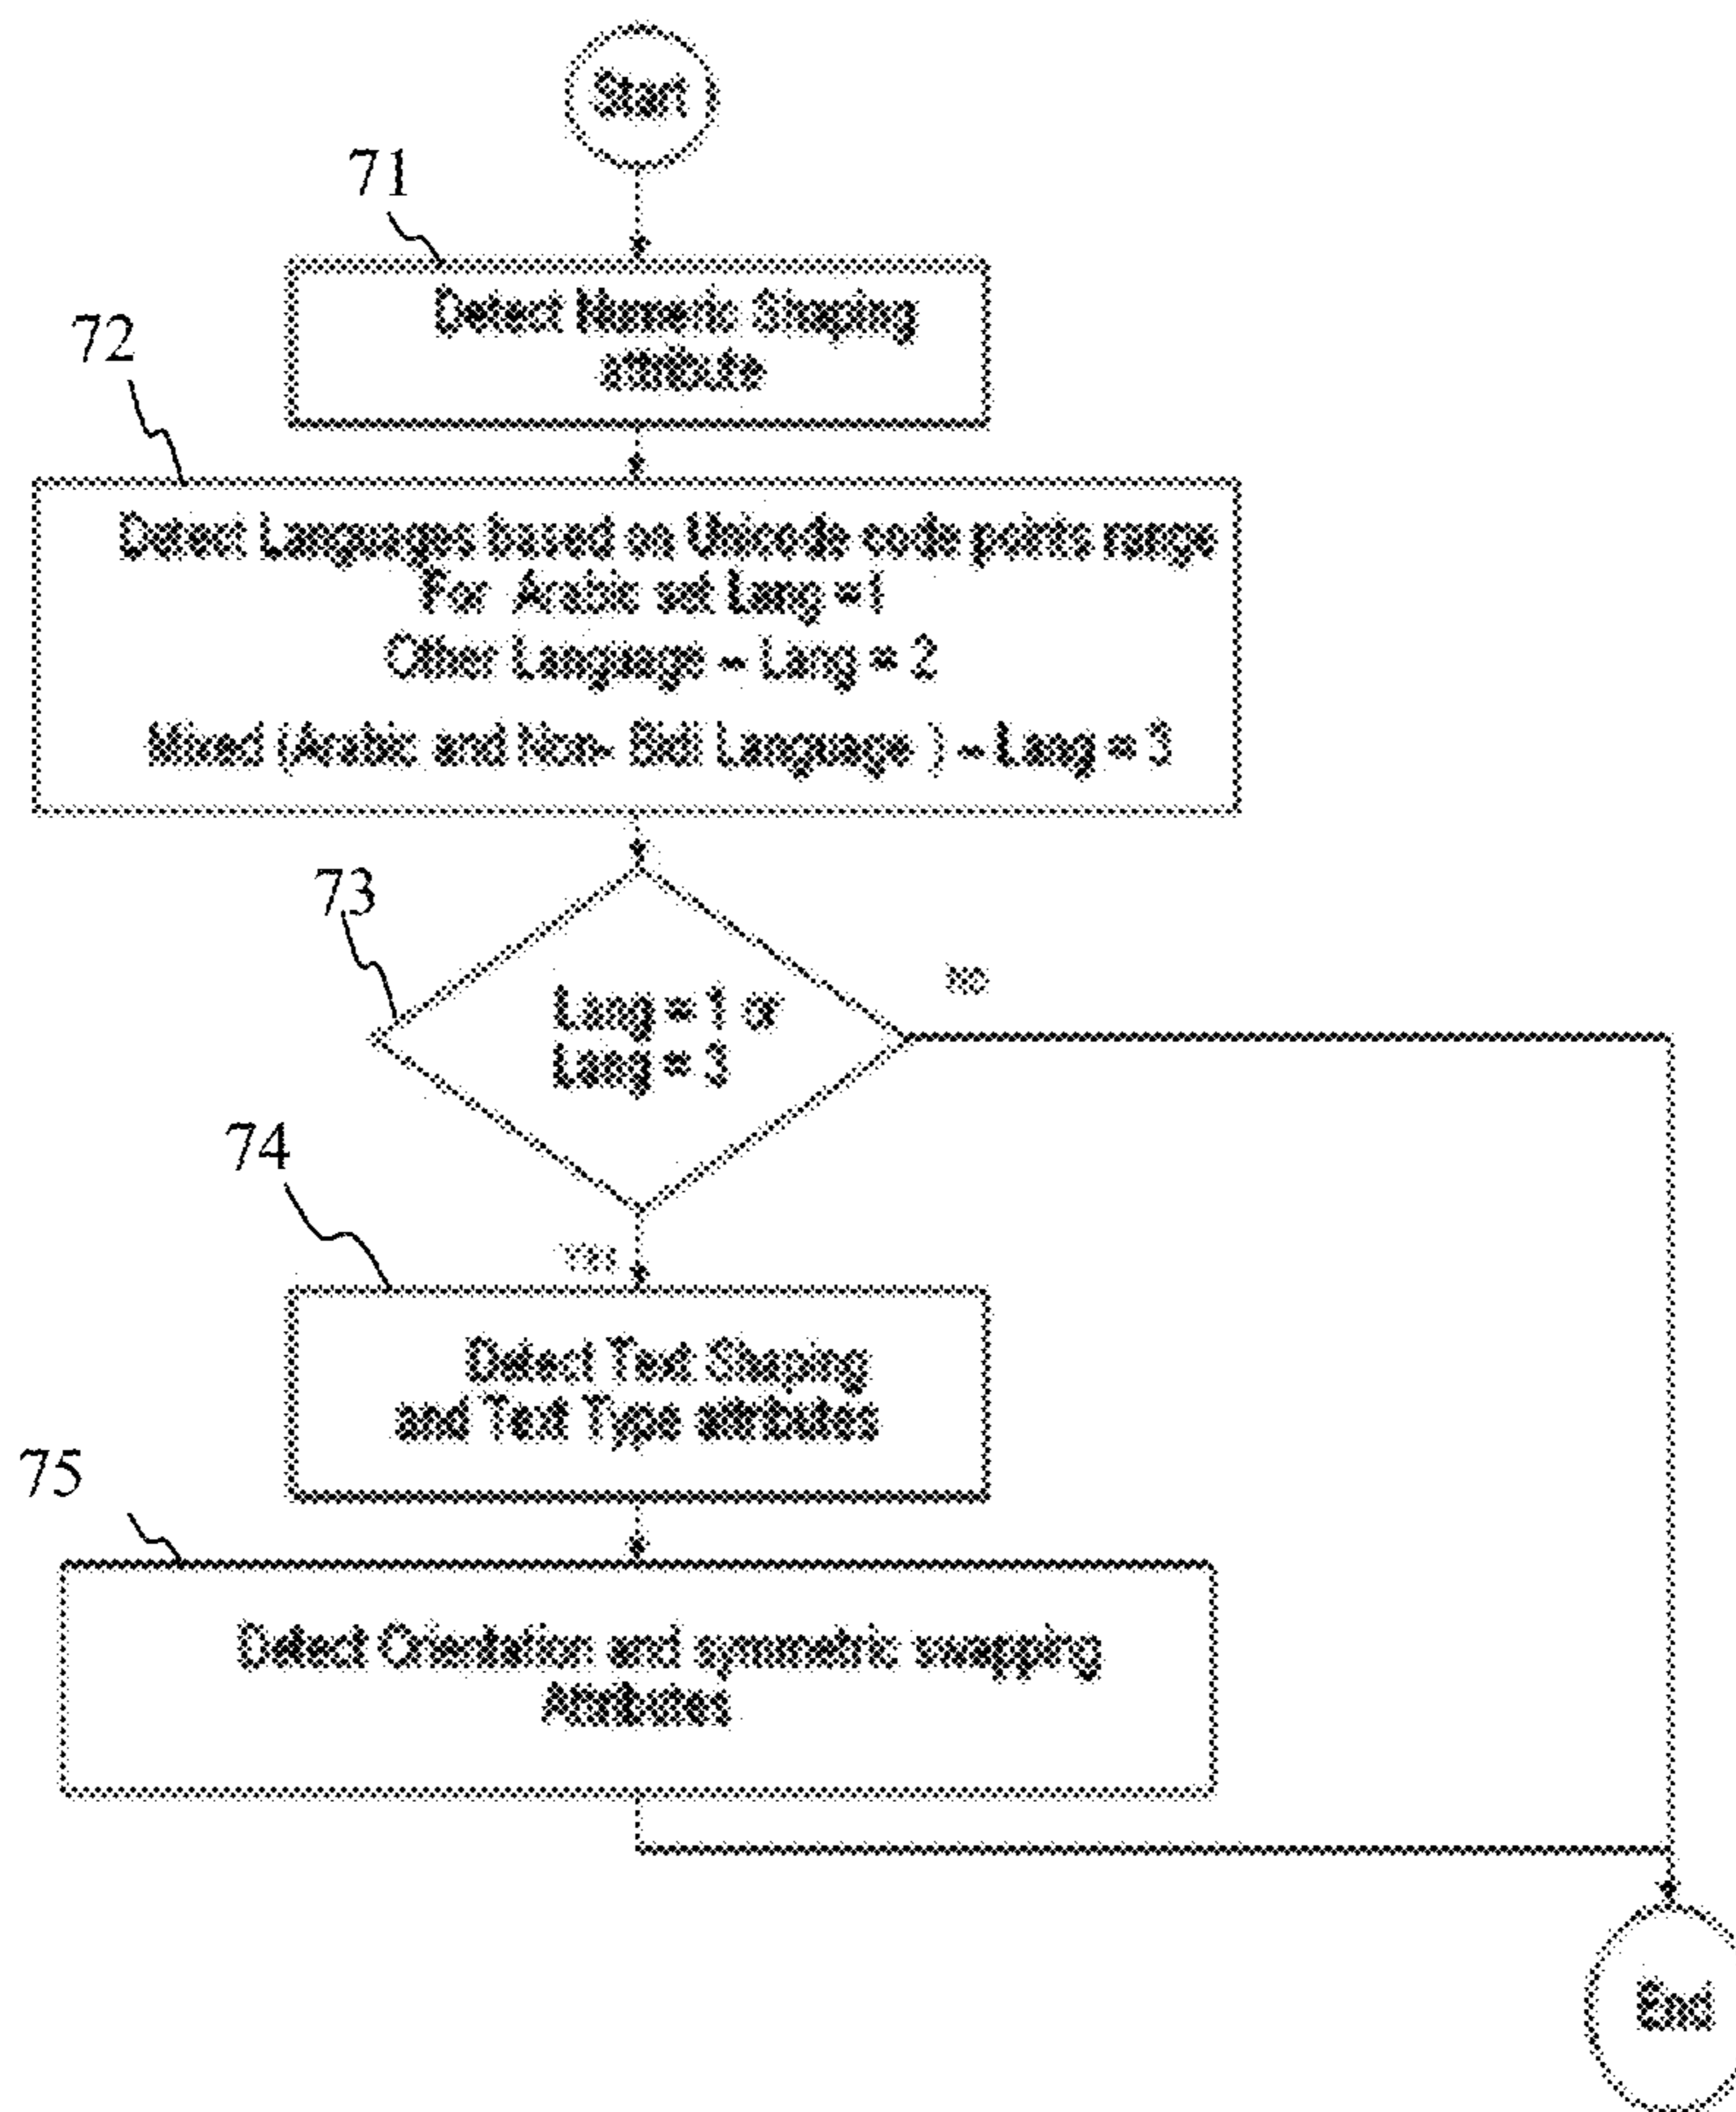 Start
71
Detect Numeric Shaping
attribute
72
Detect Languages based on Unicode code points range
For Arabic set Lang =1
Other Language – Lang = 2
Mixed (Arabic and Non- Bidi Language ) – Lang = 3
73
Lang = 1 or
Lang = 3
no
74
Yes
Detect Text Shaping
and Text Type attributes
75
Detect Orientation and symmetric swapping
Attributes
End